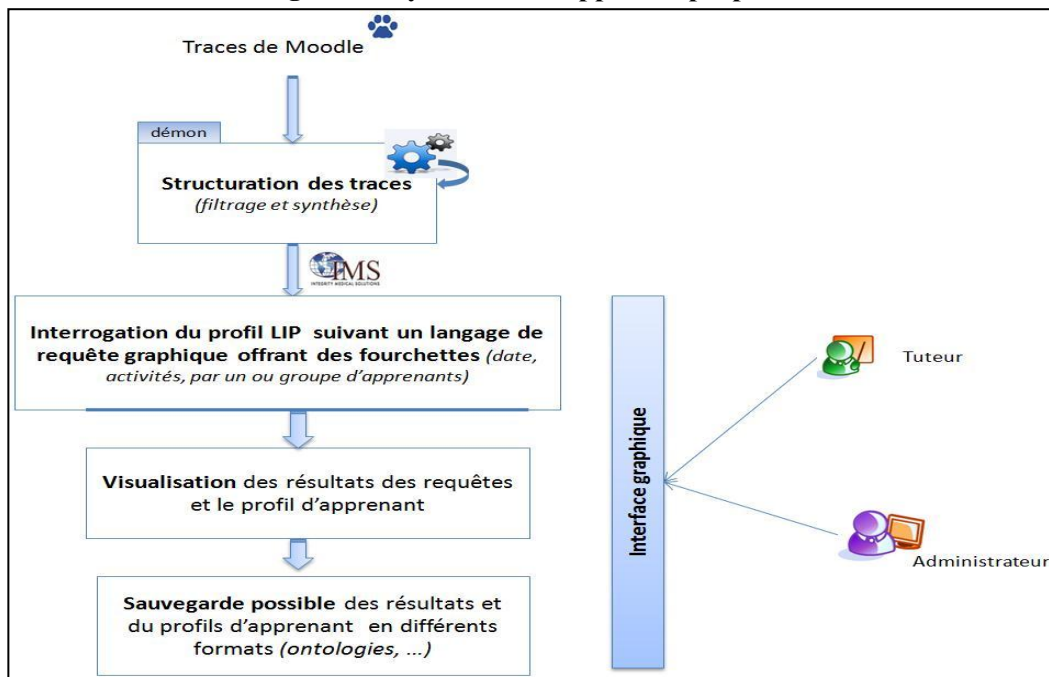 Traces de Moodle
démon
Structuration des traces
(filtrage et synthèse)
IMS
INTEGRITY MEDICAL SOLUTIONS
Interrogation du profil LIP suivant un langage de
requête graphique offrant des fourchettes (date,
activités, par un ou groupe d'apprenants)
Visualisation des résultats des requêtes
et le profil d'apprenant
Sauvegarde possible des résultats et
du profils d'apprenant en différents
formats (ontologies, ...)
Interface graphique
Tuteur
Administrateur